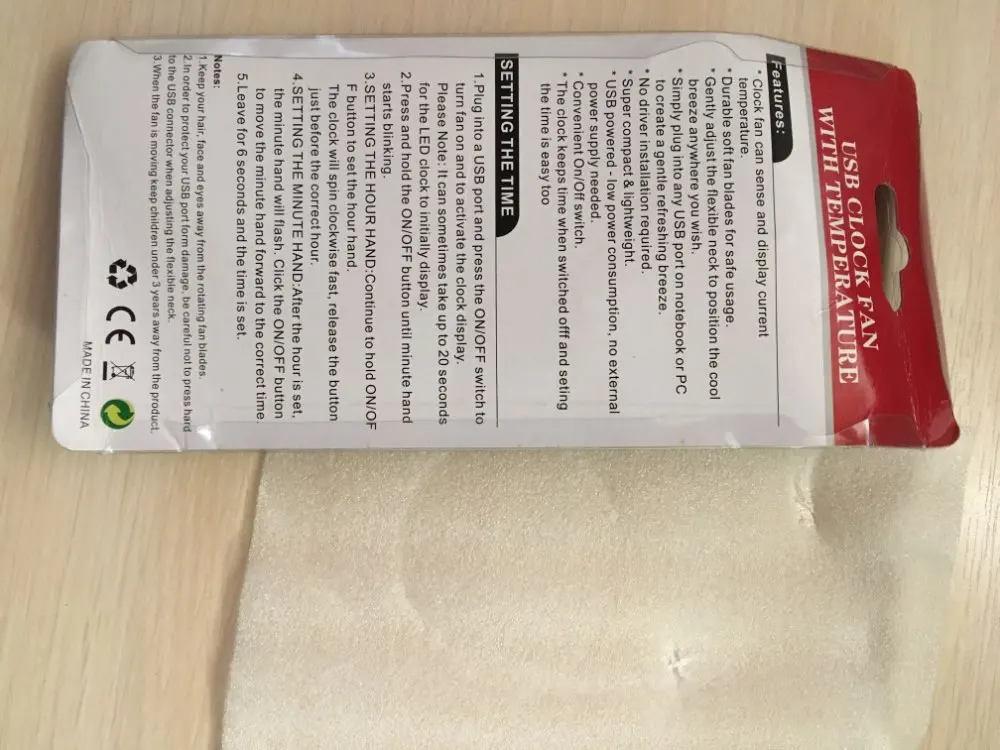 USB CLOCK FAN
WITH TEMPERATURE
Features:
* Clock fan can sense and display current
temperature.
* Durable soft fan blades for safe usage.
* Gently adjust the flexible neck to position the cool
breeze anywhere you wish.
* Simply plug into any USB port on notebook or PC
to create a gentle refreshing breeze.
* No driver installation required.
* Super compact & lightweight.
* USB powered - low power consumption, no external
power supply needed.
* Convenient On/Off switch.
* The clock keeps time when switched offf and seting
the time is easy too
SETTING THE TIME
1.Plug into a USB port and press the ON/OFF switch to
turn fan on and to activate the clock display.
Please Note: It can sometimes take up to 20 seconds
for the LED clock to initially display.
2.Press and hold the ON/OFF button until minute hand
starts blinking.
3.SETTING THE HOUR HAND:Continue to hold ON/OF
F button to set the hour hand.
The clock will spin clockwise fast, release the button
just before the correct hour.
4.SETTING THE MINUTE HAND:After the hour is set,
the minute hand will flash. Click the ON/OFF button
to move the minute hand forward to the correct time.
5.Leave for 6 seconds and the time is set.
Notes:
1.Keep your hair, face and eyes away from the rotating fan blades.
2.In order to protect your USB port form damage, be careful not to press hard
to the USB connector when adjusting the flexible neck.
3.When the fan is moving keep children under 3 years away from the product.
CE
MADE IN CHINA